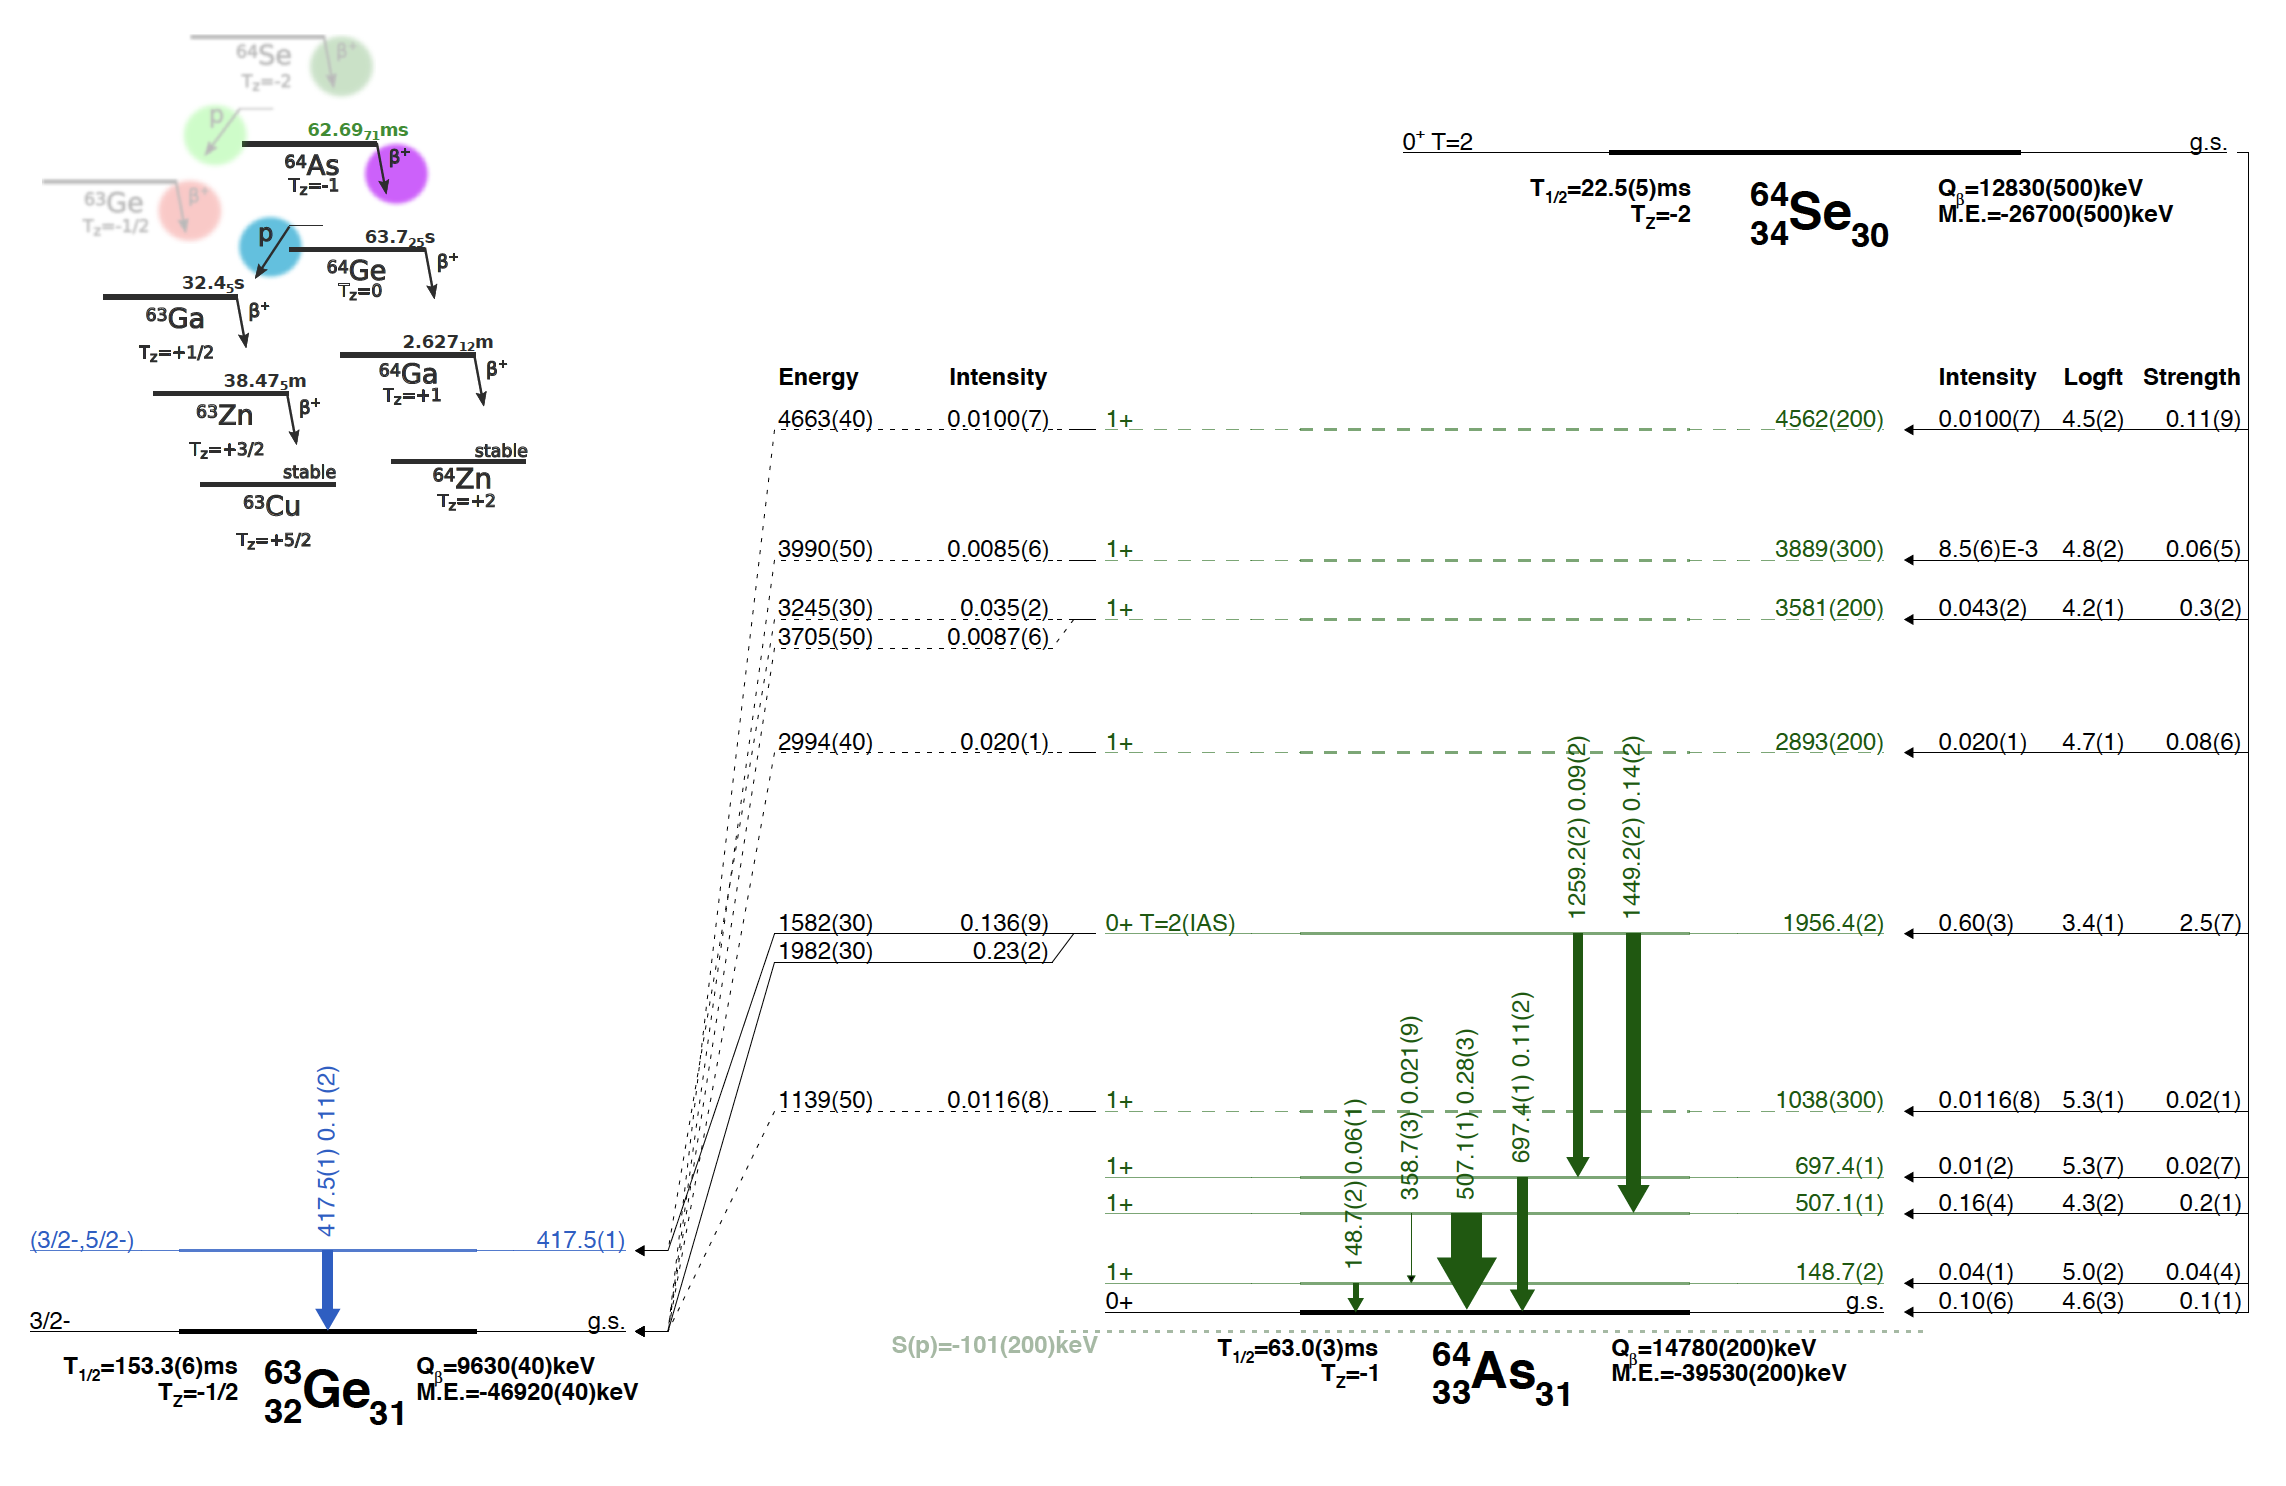 64Se β+
Tz=-2
p
62.6971ms
64As β+
Tz=-1
63Ge β+
Tz=-1/2
p
63.725s
64Ge β+
Tz=0
32.45s
63Ga β+
Tz=+1/2
2.62712m
64Ga β+
Tz=+1
38.475m
63Zn β+
Tz=+3/2
stable
64Zn
Tz=+2
stable
63Cu
Tz=+5/2
0+ T=2 g.s.
T1/2=22.5(5)ms
TZ=-2
64 34 Se 30
Qβ=12830(500)keV
M.E.=-26700(500)keV
Energy Intensity Intensity Logft Strength
4663(40) 0.0100(7) 1+ 4562(200) 0.0100(7) 4.5(2) 0.11(9)
3990(50) 0.0085(6) 1+ 3889(300) 8.5(6)E-3 4.8(2) 0.06(5)
3245(30) 0.035(2) 1+ 3581(200) 0.043(2) 4.2(1) 0.3(2)
3705(50) 0.0087(6)
2994(40) 0.020(1) 1+ 2893(200) 0.020(1) 4.7(1) 0.08(6)
1582(30) 0.136(9) 0+ T=2(IAS) 1956.4(2) 0.60(3) 3.4(1) 2.5(7)
1982(30) 0.23(2)
1139(50) 0.0116(8) 1+ 1038(300) 0.0116(8) 5.3(1) 0.02(1)
1+ 697.4(1) 0.01(2) 5.3(7) 0.02(7)
1+ 507.1(1) 0.16(4) 4.3(2) 0.2(1)
1+ 148.7(2) 0.04(1) 5.0(2) 0.04(4)
0+ g.s. 0.10(6) 4.6(3) 0.1(1)
148.7(2) 0.06(1)
358.7(3) 0.021(9)
507.1(1) 0.28(3)
697.4(1) 0.11(2)
1259.2(2) 0.09(2)
1449.2(2) 0.14(2)
417.5(1) 0.11(2)
(3/2-,5/2-) 417.5(1)
3/2- g.s.
T1/2=153.3(6)ms
TZ=-1/2
63 32 Ge 31
Qβ=9630(40)keV
M.E.=-46920(40)keV
S(p)=-101(200)keV
T1/2=63.0(3)ms
TZ=-1
64 33 As 31
Qβ=14780(200)keV
M.E.=-39530(200)keV